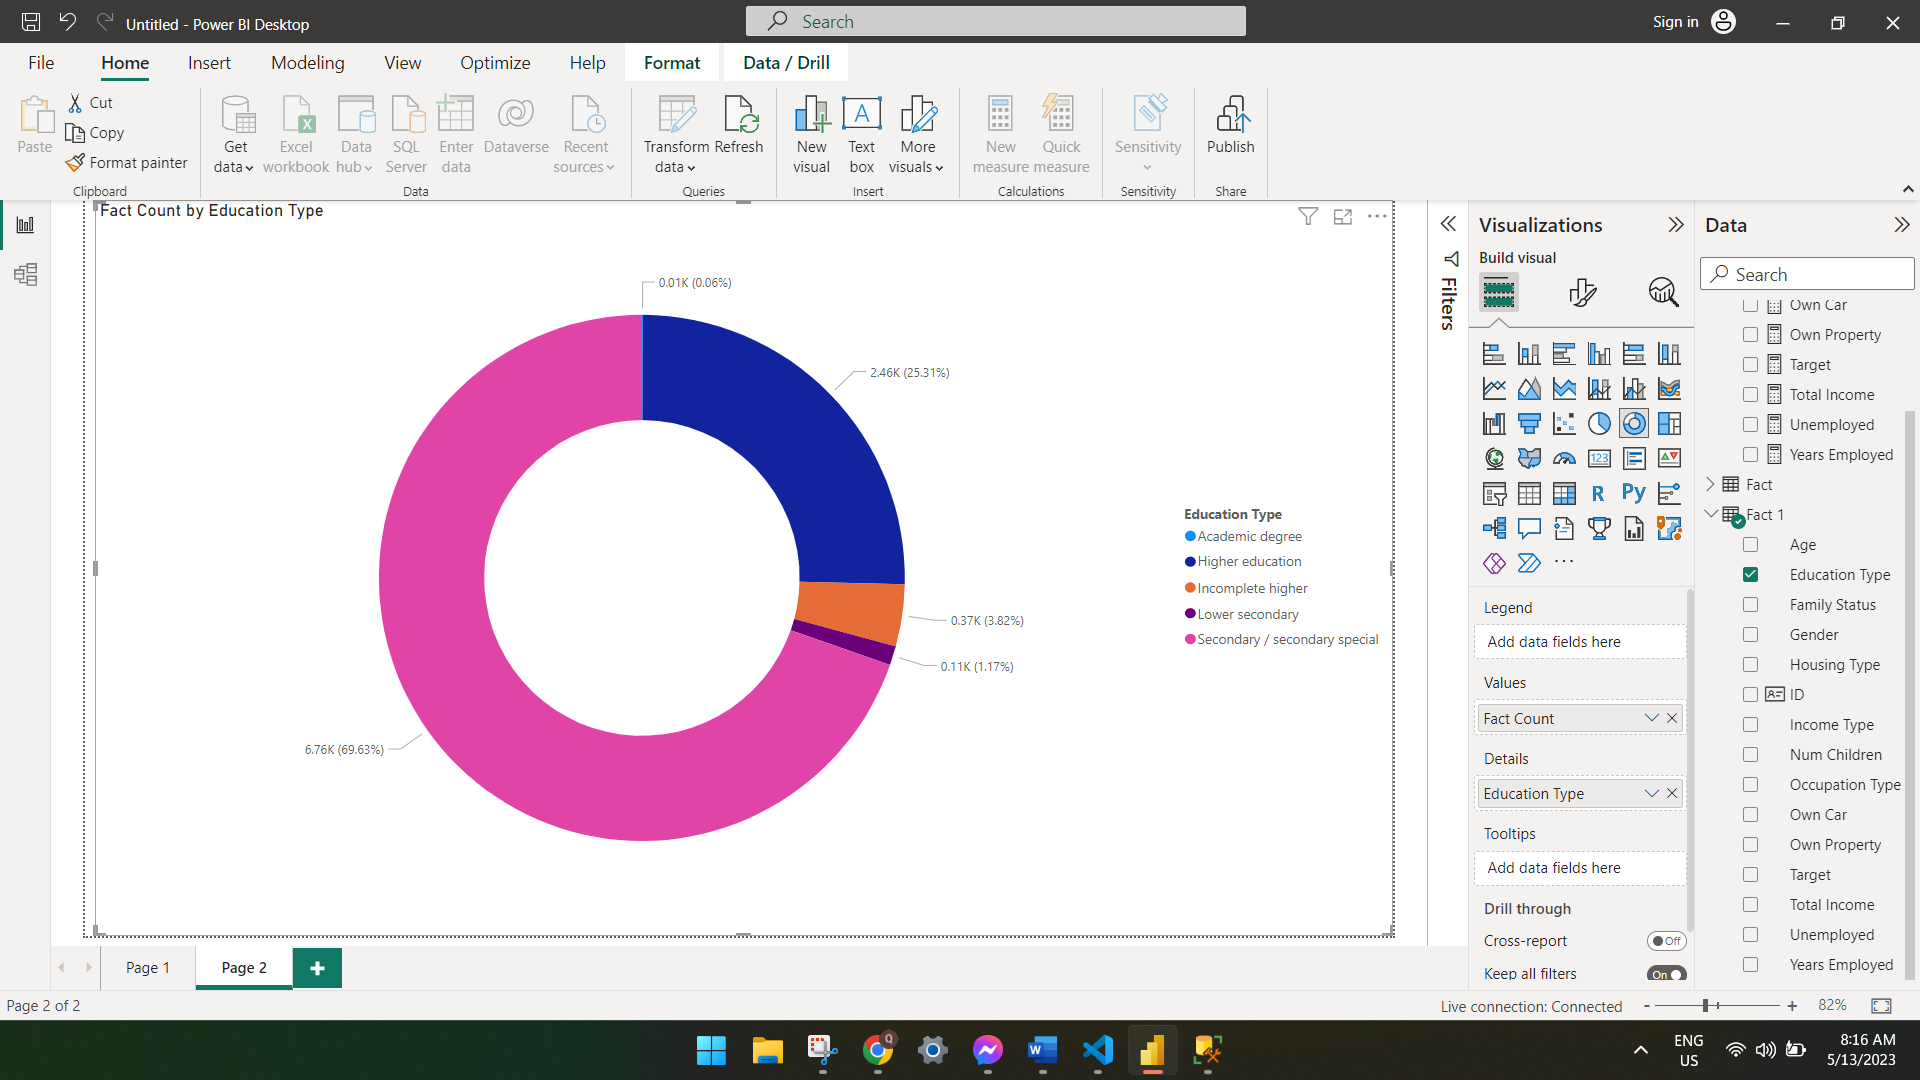 Untitled - Power BI Desktop
Search
Sign in
File Home Insert Modeling View Optimize Help Format Data / Drill
Paste
Cut
Copy
Format painter
Clipboard
Get data
Excel workbook
Data hub
SQL Server
Enter data
Dataverse
Recent sources
Data
Transform data
Refresh
Queries
New visual
Text box
More visuals
Insert
New measure
Quick measure
Calculations
Sensitivity
Sensitivity
Publish
Share
Fact Count by Education Type
0.01K (0.06%)
2.46K (25.31%)
0.37K (3.82%)
0.11K (1.17%)
6.76K (69.63%)
Education Type
Academic degree
Higher education
Incomplete higher
Lower secondary
Secondary / secondary special
Filters
Visualizations
Build visual
123
R
Py
Legend
Add data fields here
Values
Fact Count
Details
Education Type
Tooltips
Add data fields here
Drill through
Cross-report
Off
Keep all filters
On
Data
Search
Own Car
Own Property
Target
Total Income
Unemployed
Years Employed
Fact
Fact 1
Age
Education Type
Family Status
Gender
Housing Type
ID
Income Type
Num Children
Occupation Type
Own Car
Own Property
Target
Total Income
Unemployed
Years Employed
Page 1
Page 2
Page 2 of 2
Live connection: Connected
- + 82%
ENG
US
8:16 AM
5/13/2023